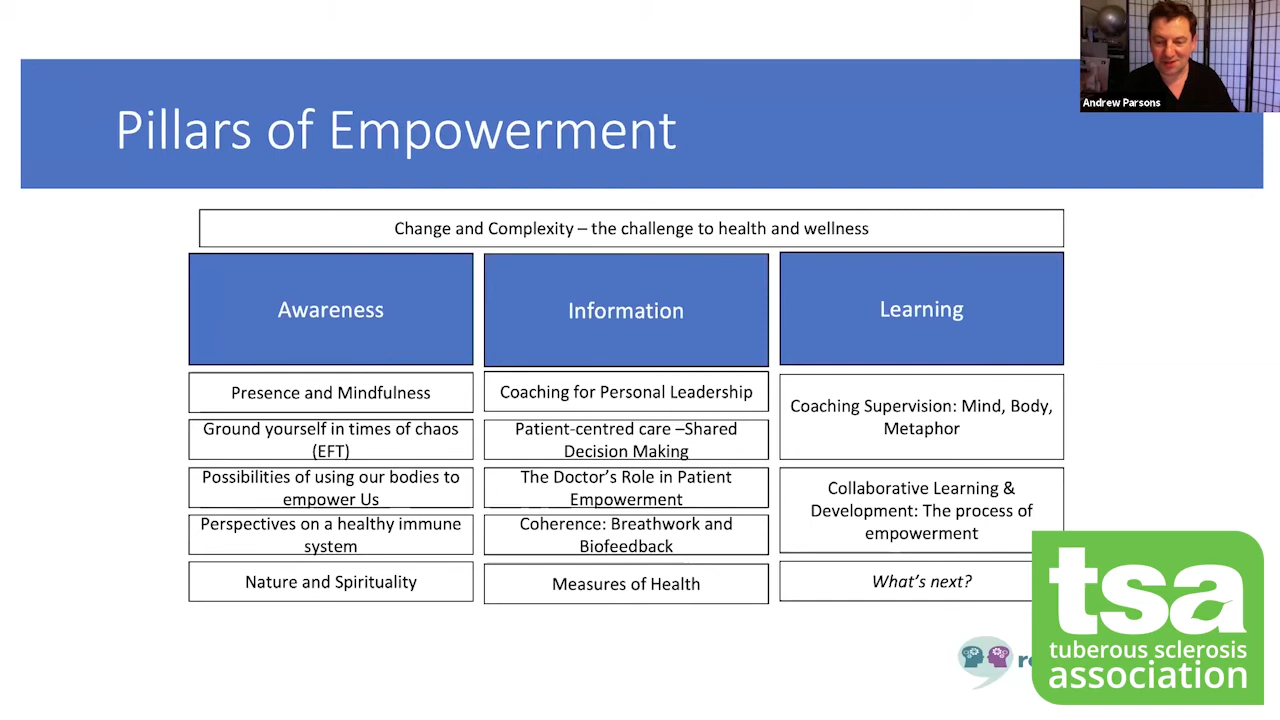 Andrew Parsons
Pillars of Empowerment
Change and Complexity – the challenge to health and wellness
Awareness
Presence and Mindfulness
Ground yourself in times of chaos
(EFT)
Possibilities of using our bodies to
empower Us
Perspectives on a healthy immune
system
Nature and Spirituality
Information
Coaching for Personal Leadership
Patient-centred care –Shared
Decision Making
The Doctor's Role in Patient
Empowerment
Coherence: Breathwork and
Biofeedback
Measures of Health
Learning
Coaching Supervision: Mind, Body,
Metaphor
Collaborative Learning &
Development: The process of
empowerment
What's next?
tsa
tuberous sclerosis
association